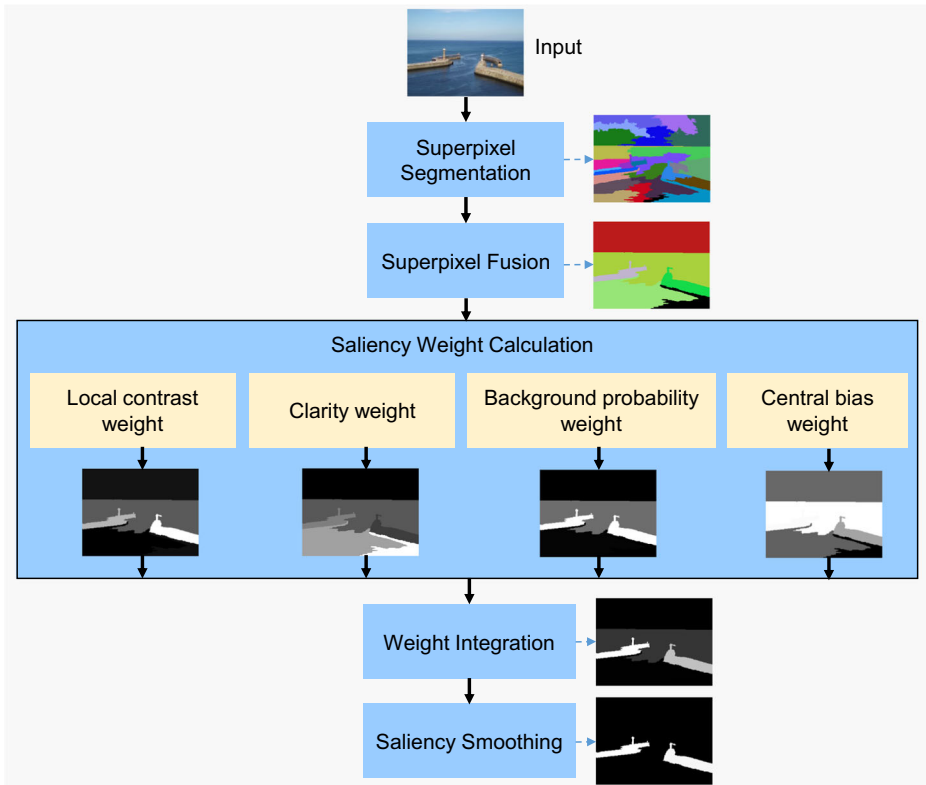 Input
Superpixel
Segmentation
Superpixel Fusion
Saliency Weight Calculation
Local contrast
weight
Clarity weight
Background probability
weight
Central bias
weight
Weight Integration
Saliency Smoothing